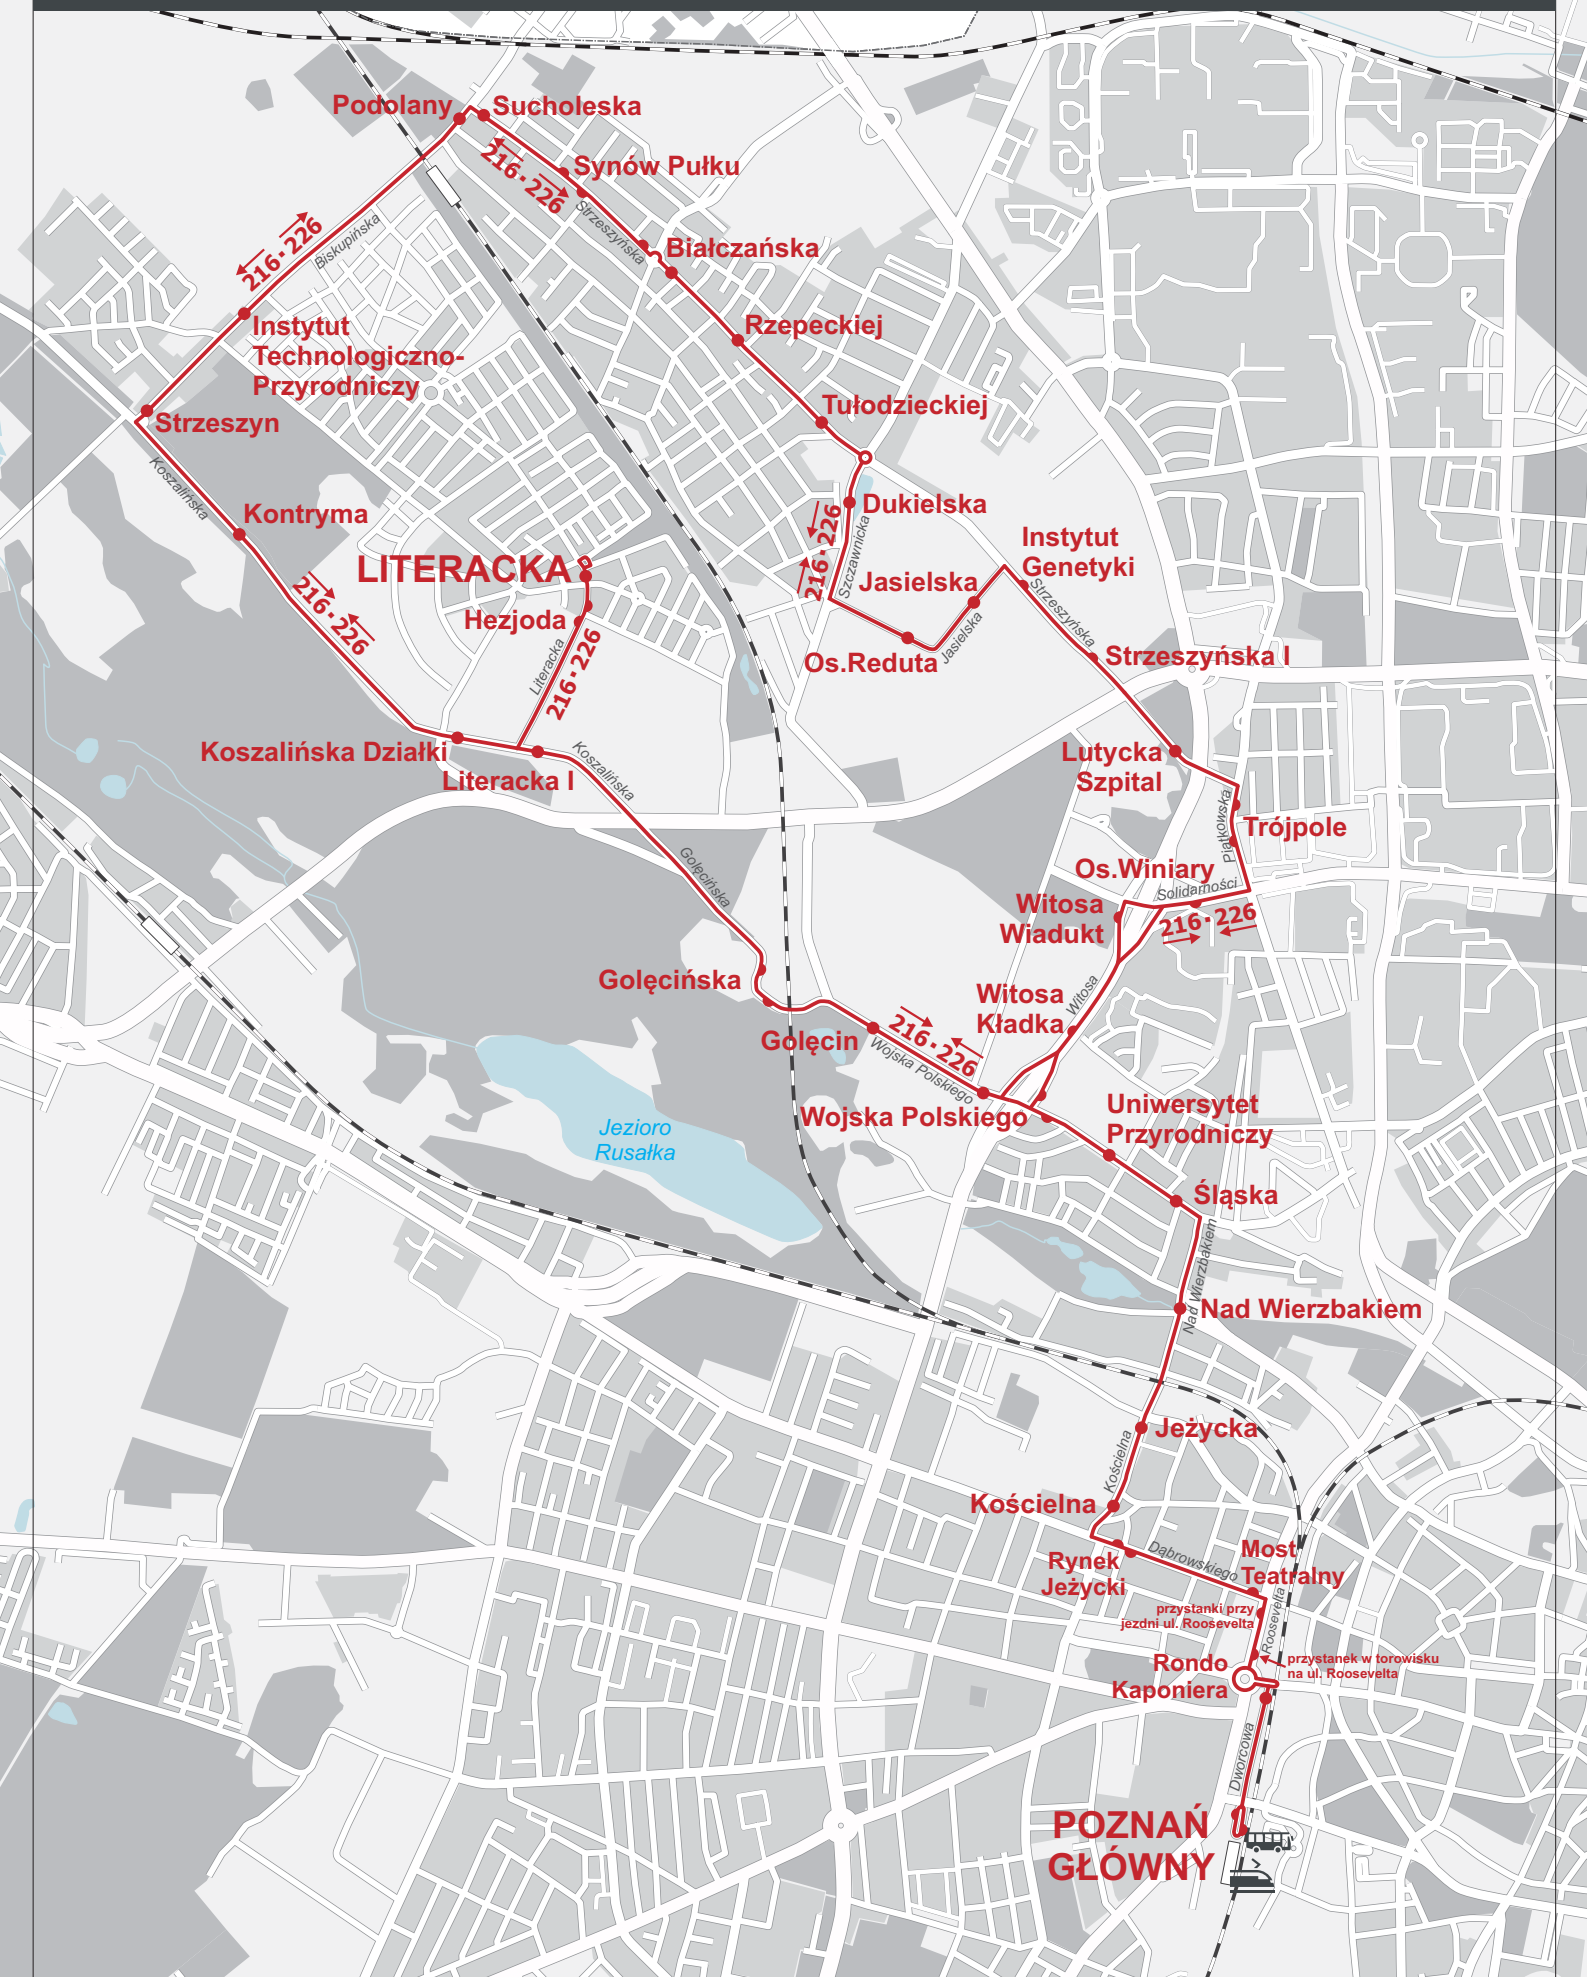 Podolany
Sucholeska
216·226
Synów Pułku
Strzeszyńska
Białczańska
216·226
Biskupińska
Instytut
Technologiczno-
Przyrodniczy
Rzepeckiej
Strzeszyn
Tułodzieckiej
Koszalińska
Kontryma
Dukielska
216·226
Szczawnicka
Instytut
Genetyki
LITERACKA
Jasielska
Strzeszyńska
216·226
Hezjoda
Literacka
216·226
Os.Reduta
Jasielska
Strzeszyńska I
Koszalińska Działki
Literacka I
Koszalińska
Lutycka
Szpital
Piątkowska
Trójpole
Golęcińska
Os.Winiary
Solidarności
Witosa
Wiadukt
216·226
Golęcińska
Witosa
Kładka
Witosa
Golęcin
216·226
Wojska Polskiego
Wojska Polskiego
Uniwersytet
Przyrodniczy
Jezioro
Rusałka
Śląska
Nad Wierzbakiem
Nad Wierzbakiem
Jeżycka
Kościelna
Kościelna
Rynek
Jeżycki
Dąbrowskiego
Most
Teatralny
przystanki przy
jezdni ul. Roosevelta
Roosevelta
Rondo
Kaponiera
przystanek w torowisku
na ul. Roosevelta
Dworcowa
POZNAŃ
GŁÓWNY